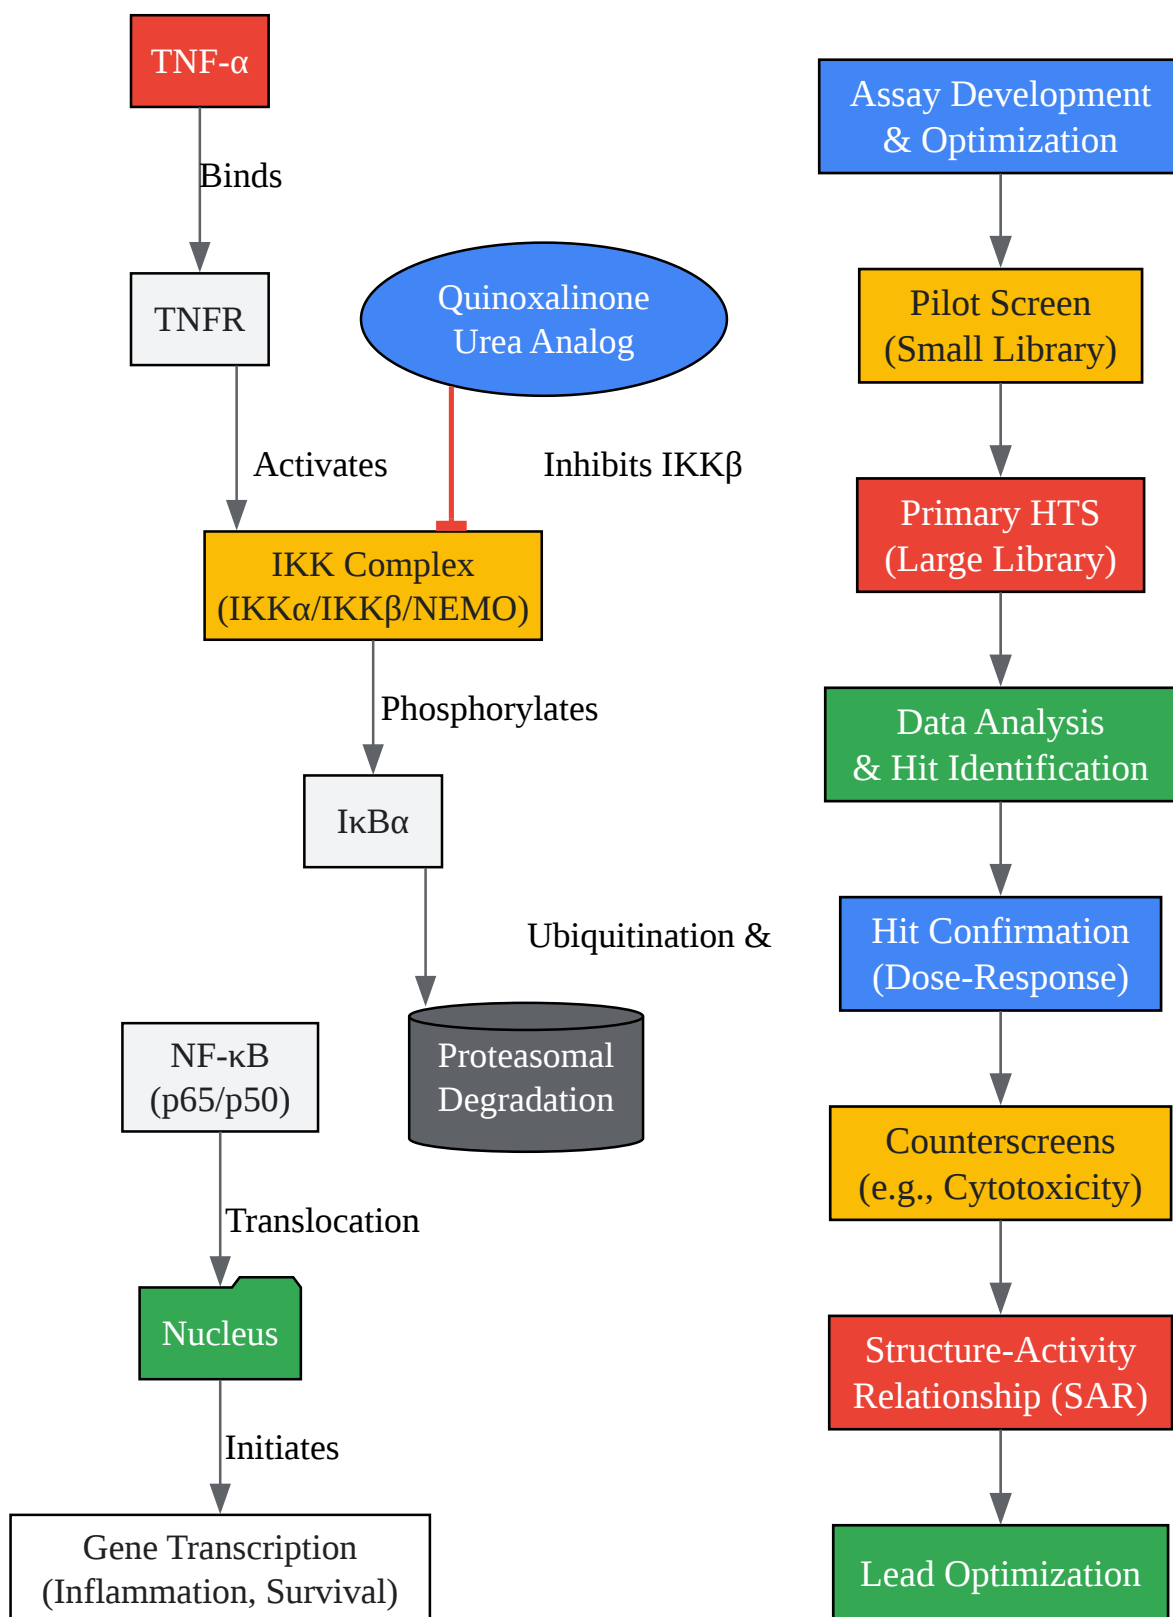 TNF-α
Binds
TNFR
Quinoxalinone
Urea Analog
Activates
Inhibits IKKβ
IKK Complex
(IKKα/IKKβ/NEMO)
Phosphorylates
IκBα
Ubiquitination &
Proteasomal
Degradation
NF-κB
(p65/p50)
Translocation
Nucleus
Initiates
Gene Transcription
(Inflammation, Survival)
Assay Development
& Optimization
Pilot Screen
(Small Library)
Primary HTS
(Large Library)
Data Analysis
& Hit Identification
Hit Confirmation
(Dose-Response)
Counterscreens
(e.g., Cytotoxicity)
Structure-Activity
Relationship (SAR)
Lead Optimization